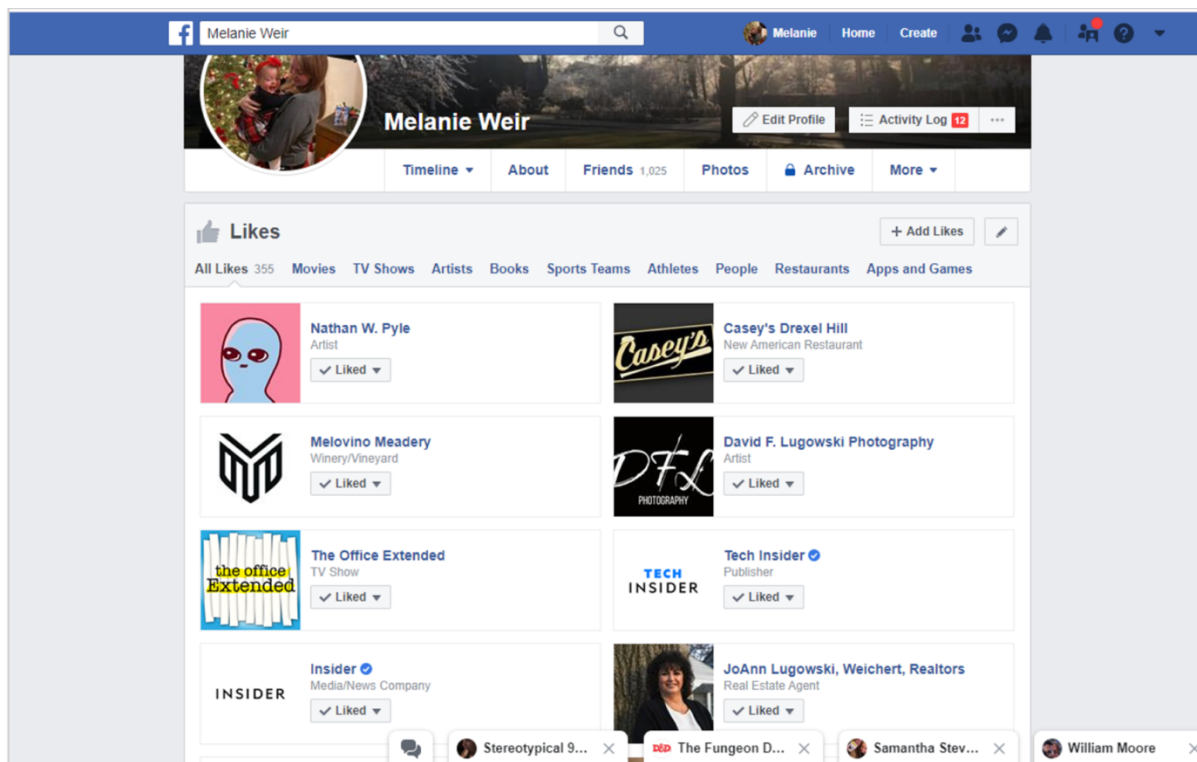 Melanie Weir
Melanie Home Create
Melanie Weir
Edit Profile Activity Log 12 ...
Timeline About Friends 1,025 Photos Archive More
Likes
+ Add Likes
All Likes 355 Movies TV Shows Artists Books Sports Teams Athletes People Restaurants Apps and Games
Nathan W. Pyle
Artist
Liked
Casey's
Casey's Drexel Hill
New American Restaurant
Liked
Melovino Meadery
Winery/Vineyard
Liked
DFL
PHOTOGRAPHY
David F. Lugowski Photography
Artist
Liked
the office
Extended
The Office Extended
TV Show
Liked
TECH
INSIDER
Tech Insider
Publisher
Liked
INSIDER
Insider
Media/News Company
Liked
JoAnn Lugowski, Weichert, Realtors
Real Estate Agent
Liked
Stereotypical 9...
D&D The Fungeon D...
Samantha Stev...
William Moore